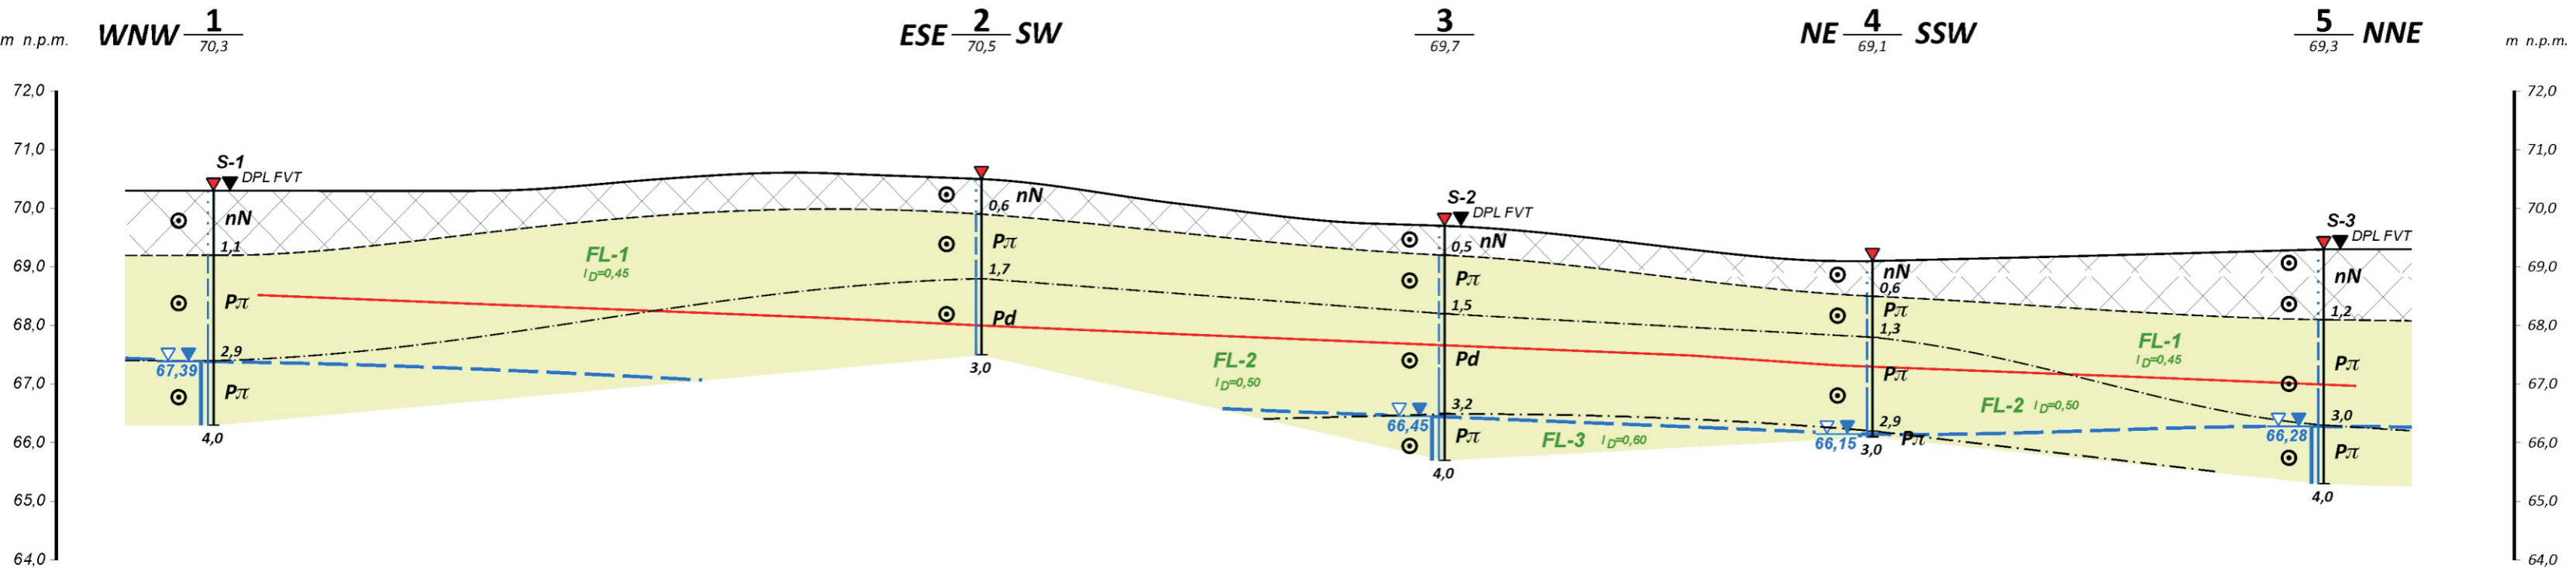 WNW 1 ESE 2 SW 3 NE 4 SSW 5 NNE
m n.p.m. 70,3 70,5 69,7 69,1 69,3 m n.p.m.
72,0 72,0
71,0 71,0
70,0 70,0
69,0 69,0
68,0 68,0
67,0 67,0
66,0 66,0
65,0 65,0
64,0 64,0
S-1
DPL FVT
nN
1,1
Pπ
2,9
67,39
Pπ
4,0
FL-1
ID=0,45
nN
0,6
Pπ
1,7
Pd
3,0
FL-2
ID=0,50
S-2
DPL FVT
nN
0,5
Pπ
1,5
Pd
3,2
66,45
Pπ
4,0
FL-3 ID=0,60
nN
0,6
Pπ
1,3
Pπ
2,9
66,15
Pπ
3,0
FL-1
ID=0,45
FL-2 ID=0,50
S-3
DPL FVT
nN
1,2
Pπ
3,0
66,28
Pπ
4,0